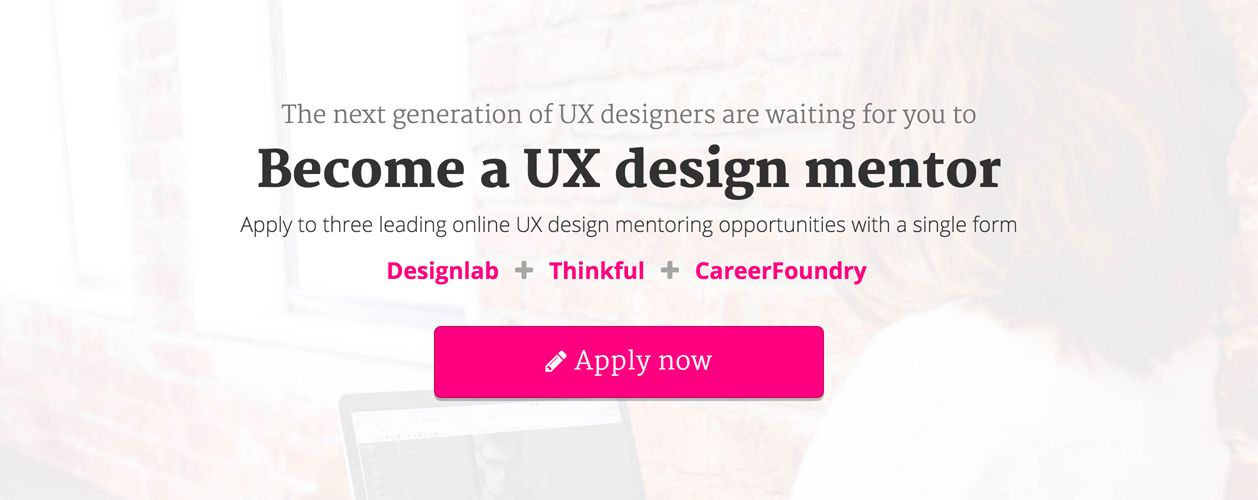 The next generation of UX designers are waiting for you to
Become a UX design mentor
Apply to three leading online UX design mentoring opportunities with a single form
Designlab + Thinkful + CareerFoundry
Apply now